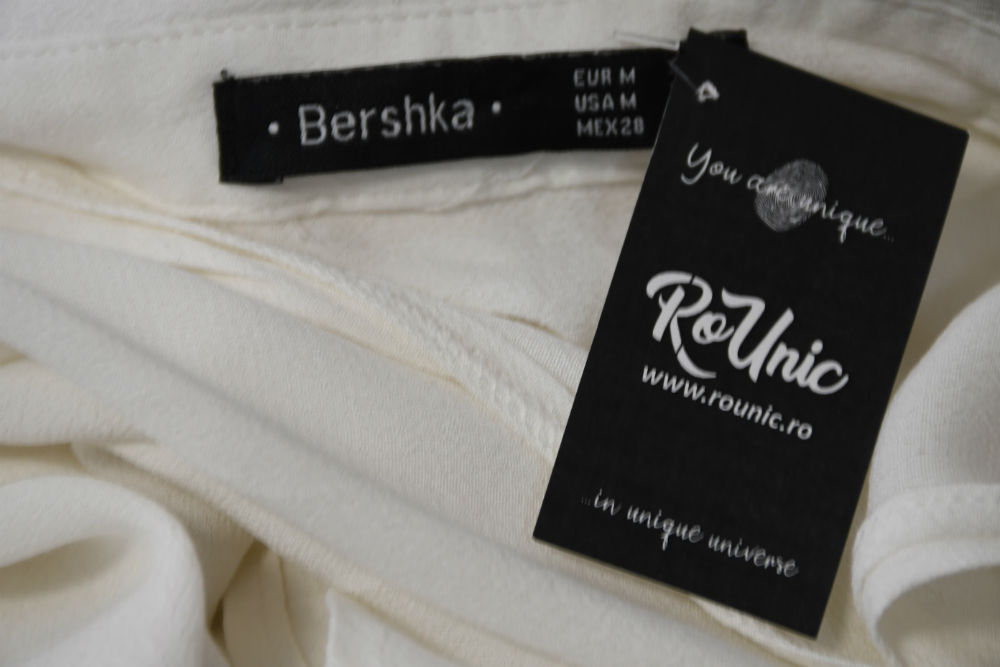 • Bershka •
EUR M
USA M
MEX 28
You are unique...
RoUnic
www.rounic.ro
...in unique universe